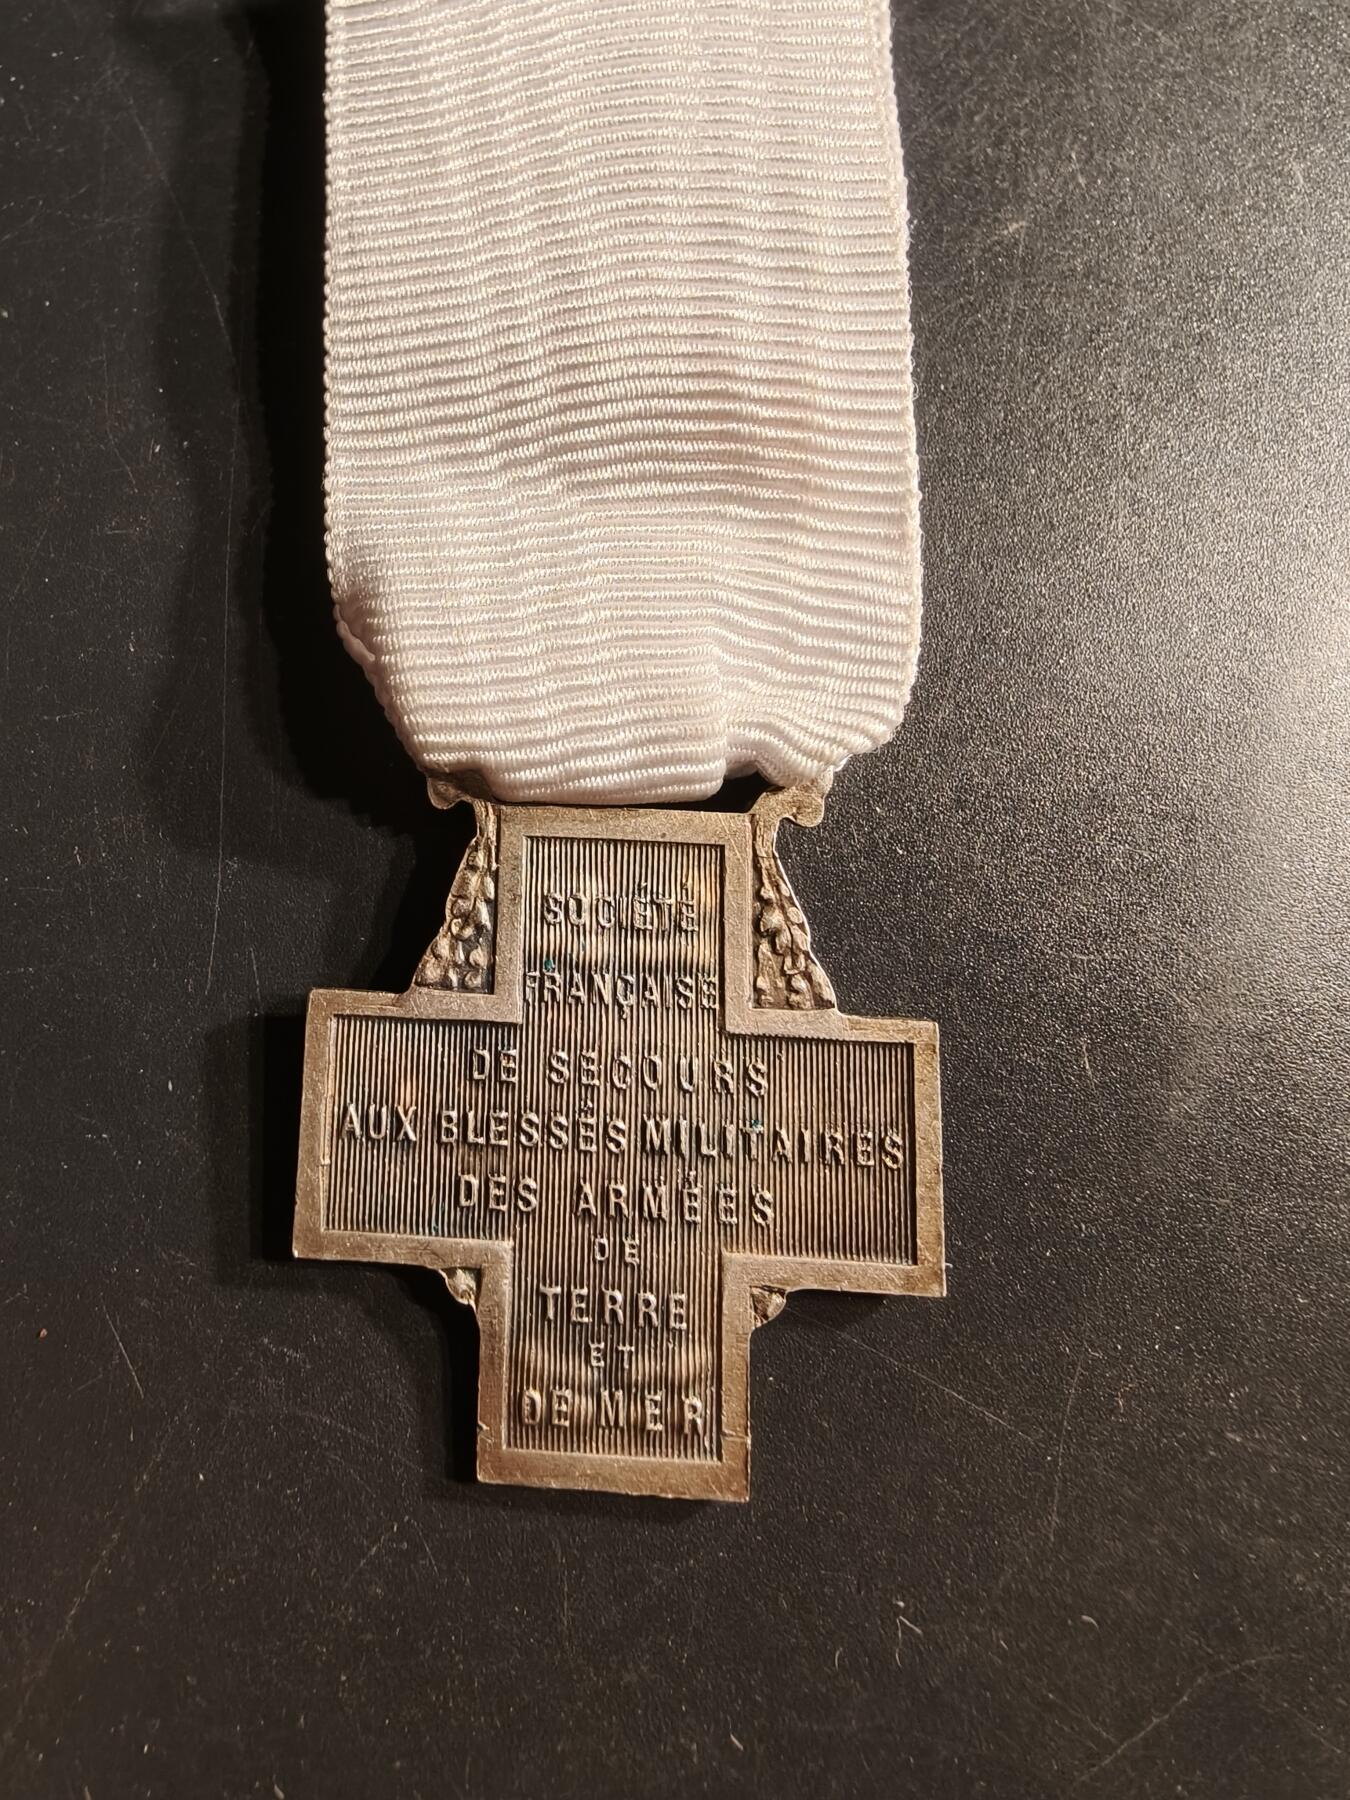 SOCIÉTÉ
FRANÇAISE
DE SECOURS
AUX BLESSÉS MILITAIRES
DES ARMÉES
DE
TERRE
ET
DE MER